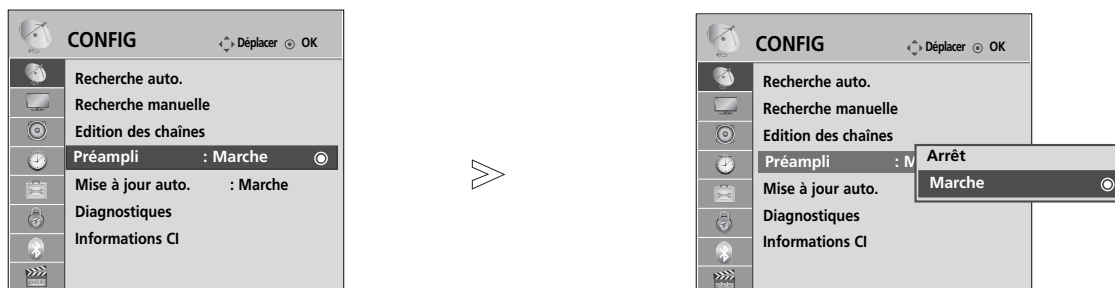 CONFIG
Déplacer OK
Recherche auto.
Recherche manuelle
Edition des chaînes
Préampli : Marche
Mise à jour auto. : Marche
Diagnostiques
Informations CI
CONFIG
Déplacer OK
Recherche auto.
Recherche manuelle
Edition des chaînes
Préampli : M
Arrêt
Marche
Mise à jour auto.
Diagnostiques
Informations CI